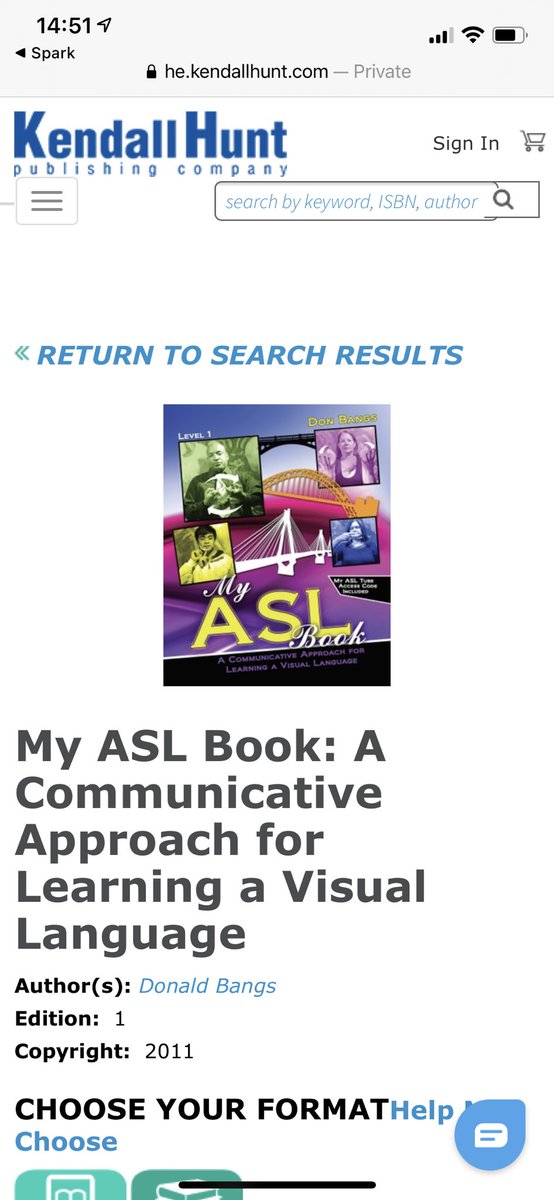 14:51
◀ Spark
he.kendallhunt.com — Private
Kendall Hunt
publishing company
Sign In
search by keyword, ISBN, author
« RETURN TO SEARCH RESULTS
LEVEL 1
DON BANGS
MY ASL TUBE
ACCESS CODE
INCLUDED
My
ASL
Book
A COMMUNICATIVE APPROACH FOR
LEARNING A VISUAL LANGUAGE
My ASL Book: A
Communicative
Approach for
Learning a Visual
Language
Author(s): Donald Bangs
Edition: 1
Copyright: 2011
CHOOSE YOUR FORMATHelp
Choose